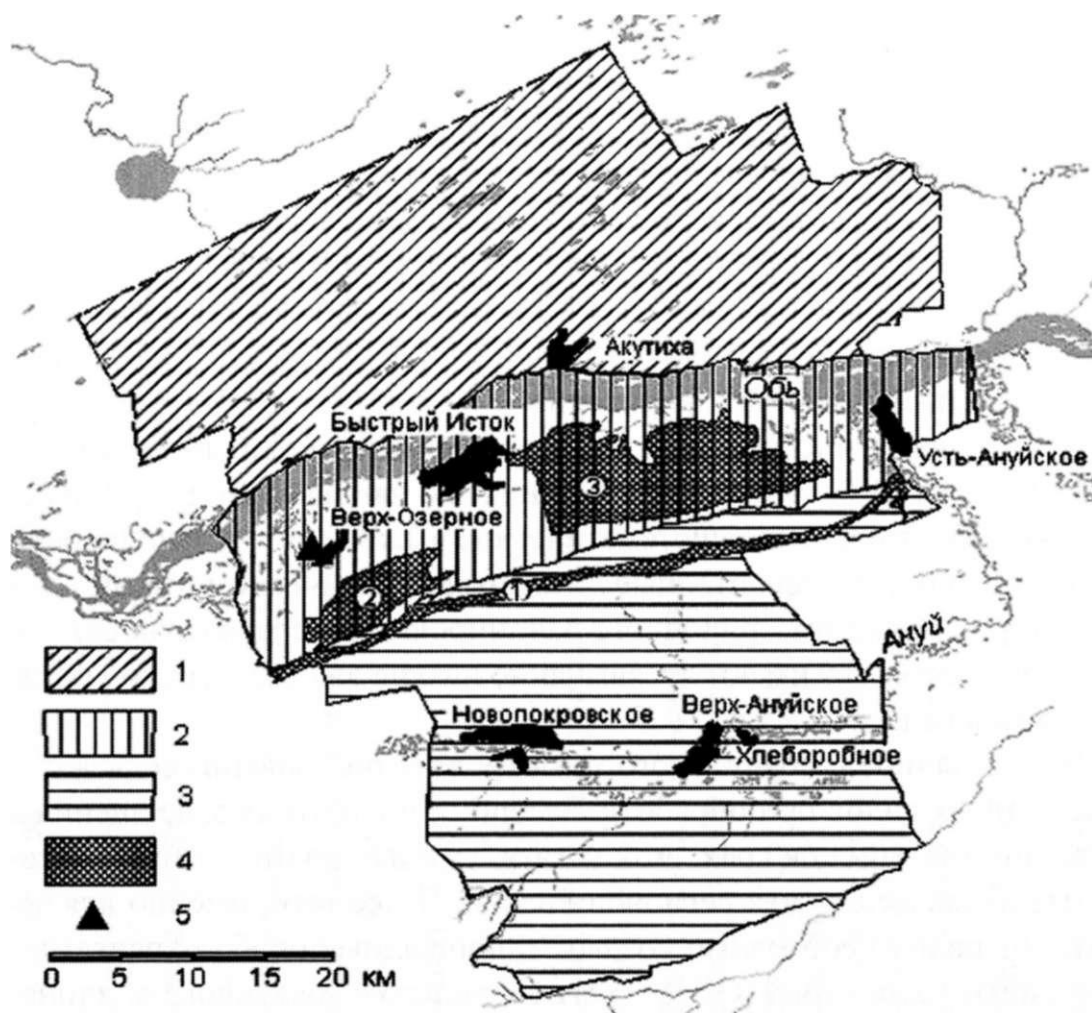 Акутиха
Обь
Быстрый Исток
Усть-Ануйское
3
Верх-Озерное
2
1
Ануй
1
2
Новопокровское
Верх-Ануйское
Хлеборобное
3
4
5
0 5 10 15 20 км